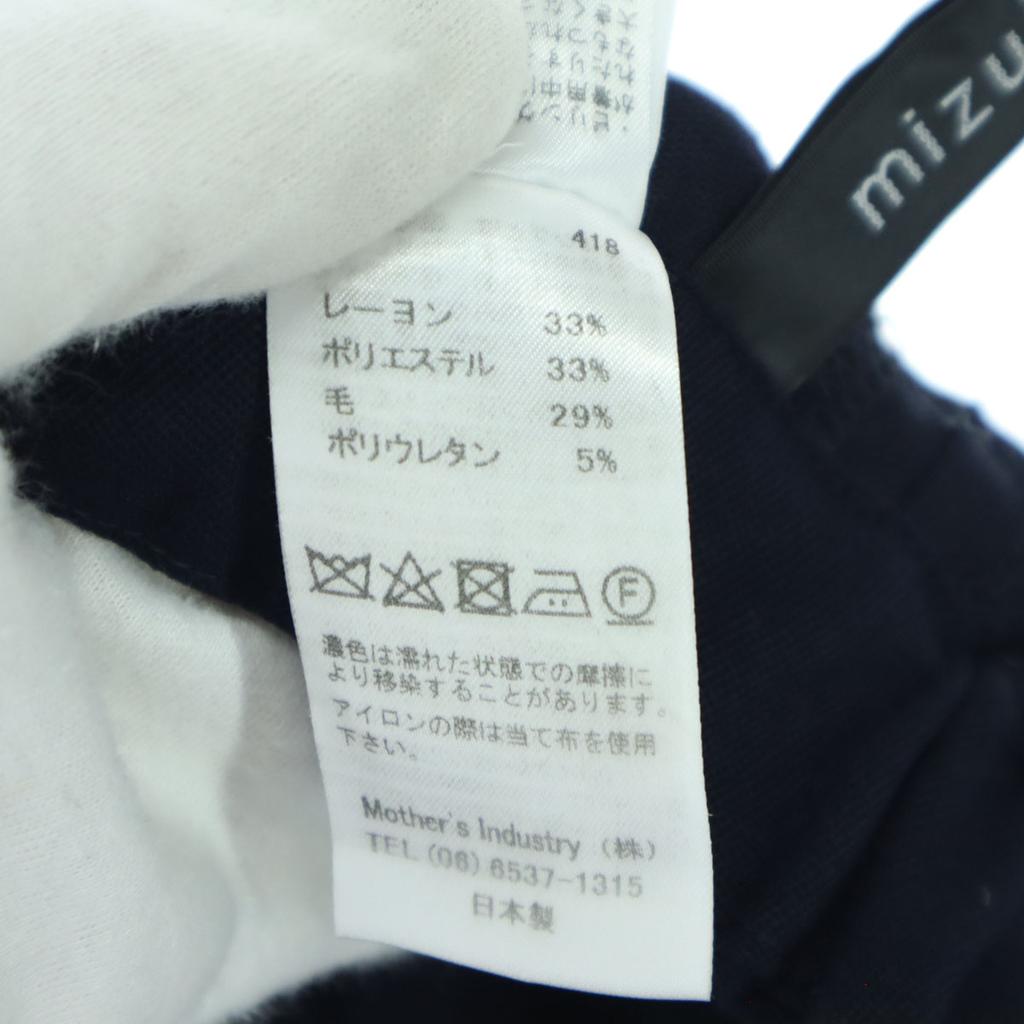 mizu
418
レーヨン 33%
ポリエステル 33%
毛 29%
ポリウレタン 5%
F
濃色は濡れた状態での摩擦に
より移染することがあります。
アイロンの際は当て布を使用
下さい。
Mother's Industry (株)
TEL (06) 6537-1315
日本製